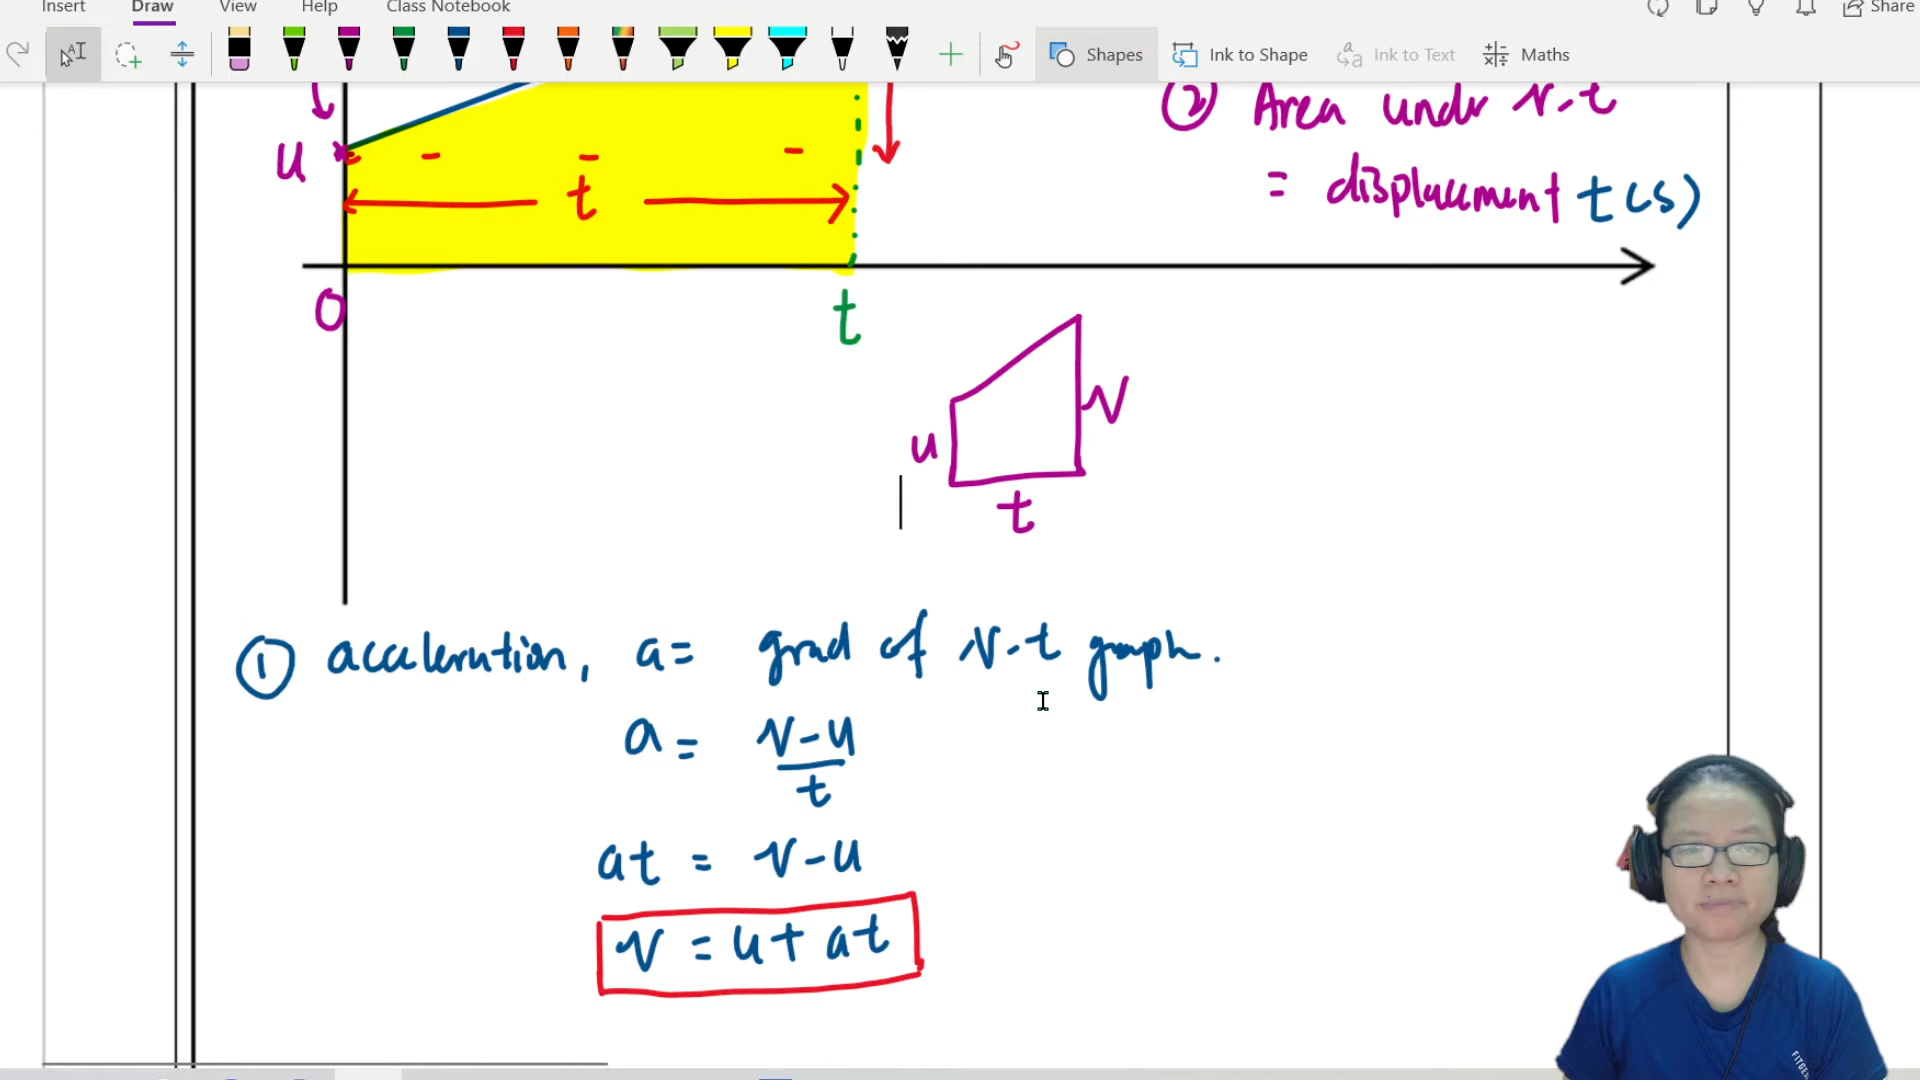 Insert Draw View Help Class Notebook Share
Shapes Ink to Shape Ink to Text Maths
② Area under v-t
= displacement t(s)
u
t
0
t
u
v
t
① acceleration, a = grad of v-t graph.
a = v-u
t
at = v-u
v = u + at